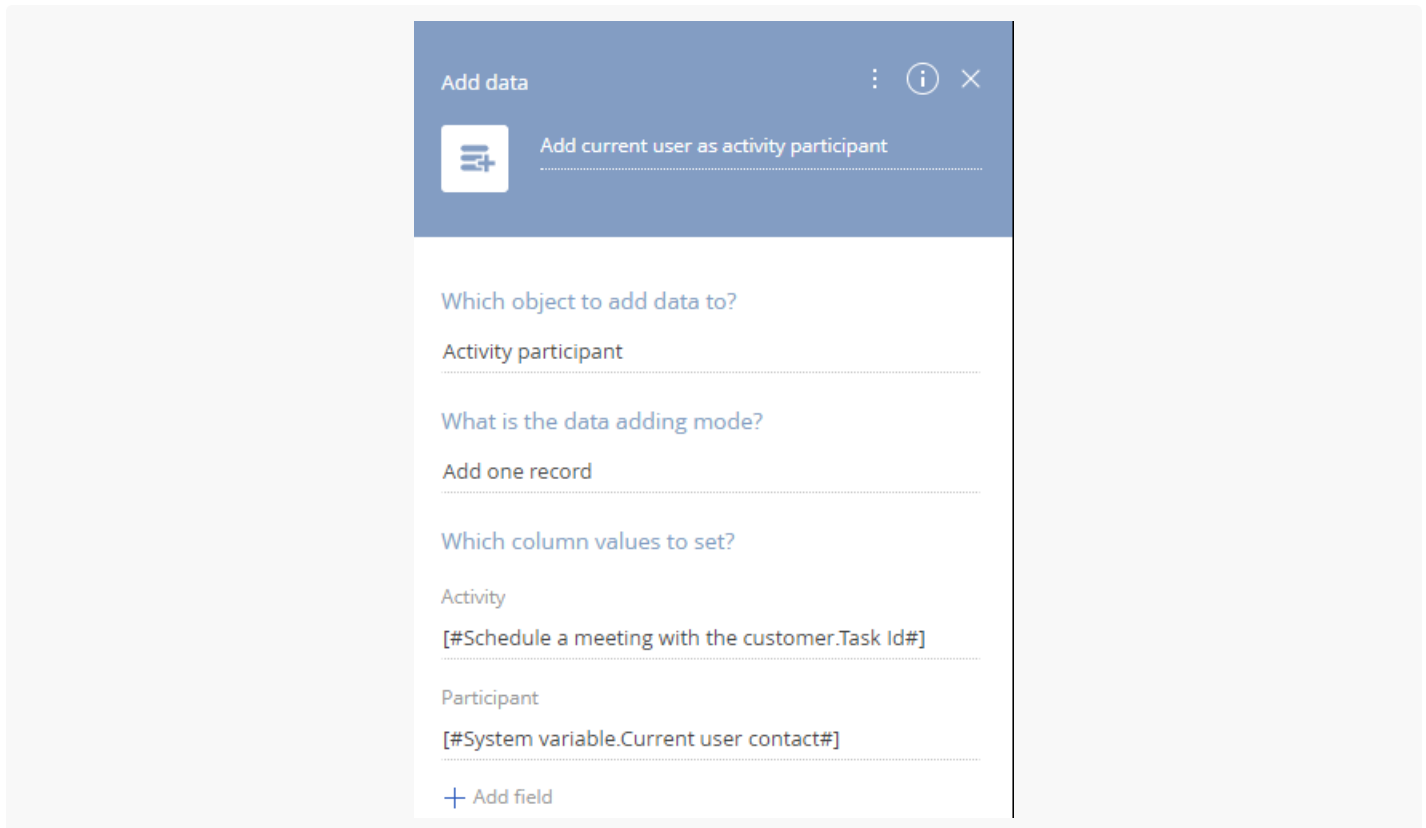 Add data
Add current user as activity participant
Which object to add data to?
Activity participant
What is the data adding mode?
Add one record
Which column values to set?
Activity
[#Schedule a meeting with the customer.Task Id#]
Participant
[#System variable.Current user contact#]
Add field